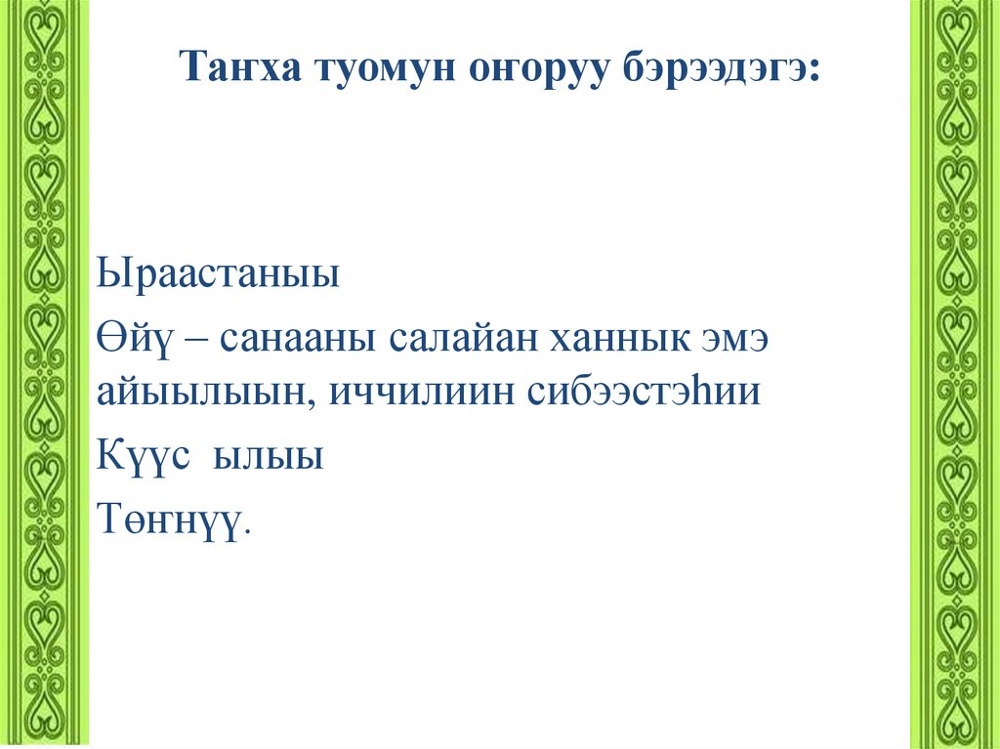 Таҥха туомун оҥоруу бэрээдэгэ:
Ыраастаныы
Өйү – санааны салайан ханнык эмэ
айыылыын, иччилиин сибээстэһии
Күүс ылыы
Төҥнүү.